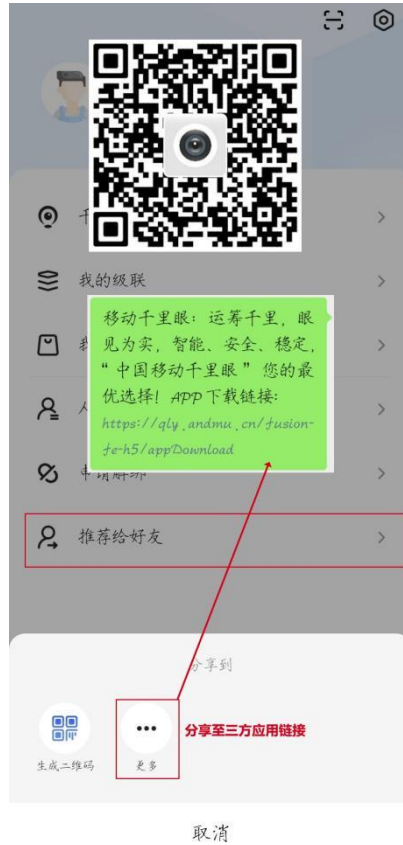 我的级联
移动千里眼：运筹千里，眼
见为实，智能、安全、稳定，
“中国移动千里眼”您的最
优选择！APP下载链接：
https://qly.andmu.cn/fusion-
fe-h5/appDownload
申请解绑
推荐给好友
分享到
分享至三方应用链接
生成二维码
更多
取消